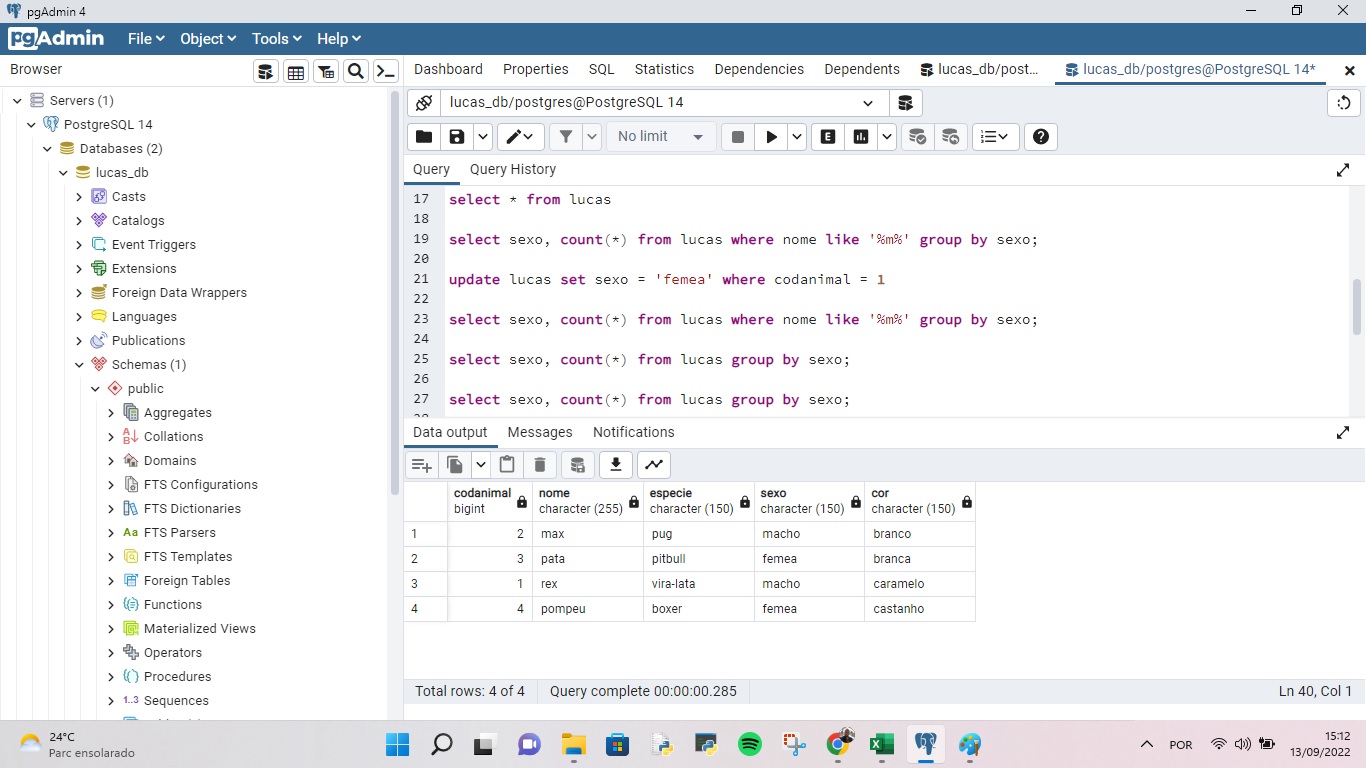 pgAdmin 4
pgAdmin File Object Tools Help
Browser
Dashboard Properties SQL Statistics Dependencies Dependents lucas_db/post... lucas_db/postgres@PostgreSQL 14*
Servers (1)
PostgreSQL 14
Databases (2)
lucas_db
Casts
Catalogs
Event Triggers
Extensions
Foreign Data Wrappers
Languages
Publications
Schemas (1)
public
Aggregates
Collations
Domains
FTS Configurations
FTS Dictionaries
Aa FTS Parsers
FTS Templates
Foreign Tables
Functions
Materialized Views
Operators
Procedures
1..3 Sequences
lucas_db/postgres@PostgreSQL 14
No limit
E
Query Query History
17 select * from lucas
18
19 select sexo, count(*) from lucas where nome like '%m%' group by sexo;
20
21 update lucas set sexo = 'femea' where codanimal = 1
22
23 select sexo, count(*) from lucas where nome like '%m%' group by sexo;
24
25 select sexo, count(*) from lucas group by sexo;
26
27 select sexo, count(*) from lucas group by sexo;
Data output Messages Notifications
codanimal nome especie sexo cor
bigint character (255) character (150) character (150) character (150)
1 2 max pug macho branco
2 3 pata pitbull femea branca
3 1 rex vira-lata macho caramelo
4 4 pompeu boxer femea castanho
Total rows: 4 of 4 Query complete 00:00:00.285 Ln 40, Col 1
24°C
Parc ensolarado
POR
15:12
13/09/2022